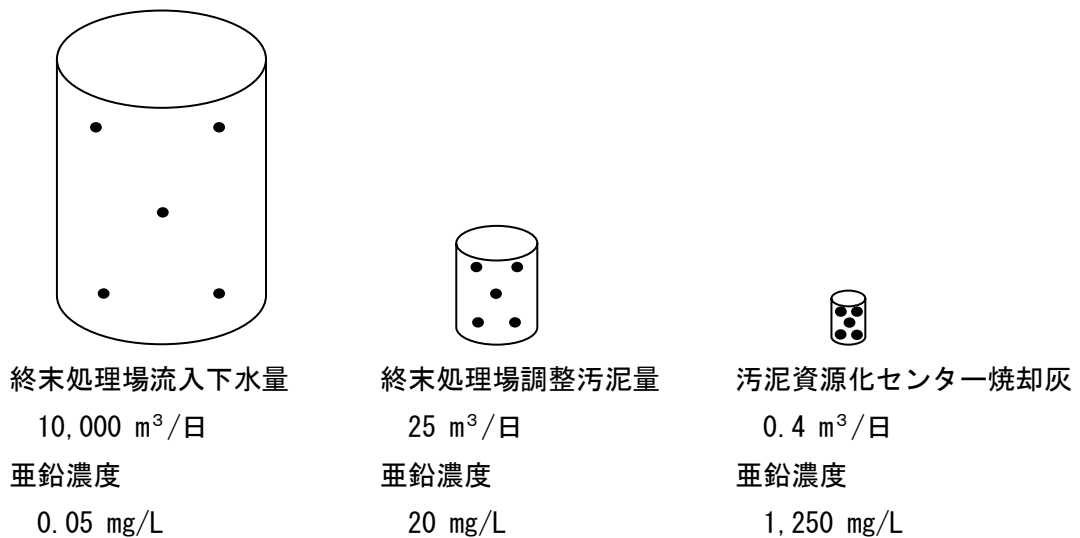 終末処理場流入下水量
10,000 m³/日
亜鉛濃度
0.05 mg/L
終末処理場調整汚泥量
25 m³/日
亜鉛濃度
20 mg/L
汚泥資源化センター焼却灰
0.4 m³/日
亜鉛濃度
1,250 mg/L